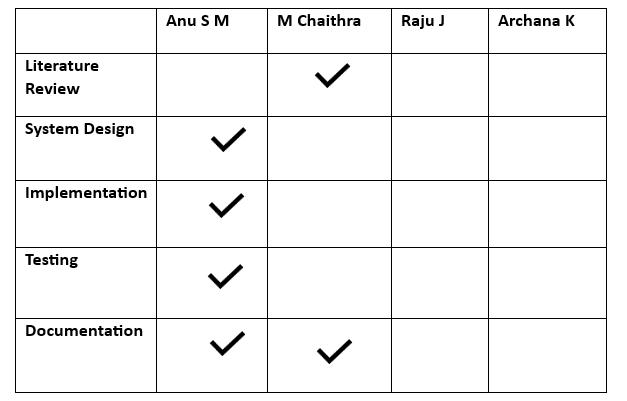 Anu S M M Chaithra Raju J Archana K
Literature
Review
System Design
Implementation
Testing
Documentation